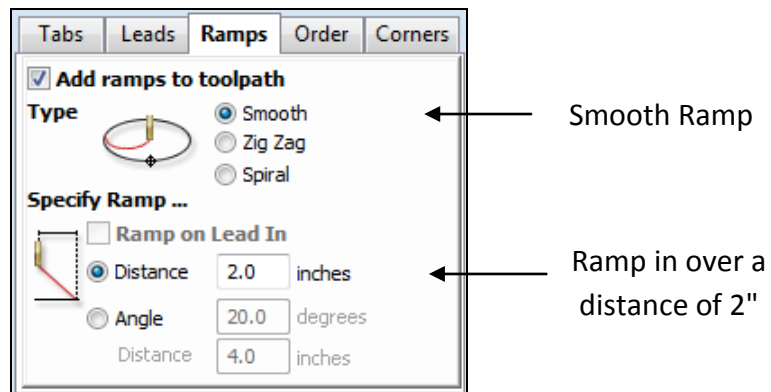 Tabs Leads Ramps Order Corners
Add ramps to toolpath
Type
Smooth
Zig Zag
Spiral
Smooth Ramp
Specify Ramp ...
Ramp on Lead In
Distance 2.0 inches
Angle 20.0 degrees
Distance 4.0 inches
Ramp in over a
distance of 2"